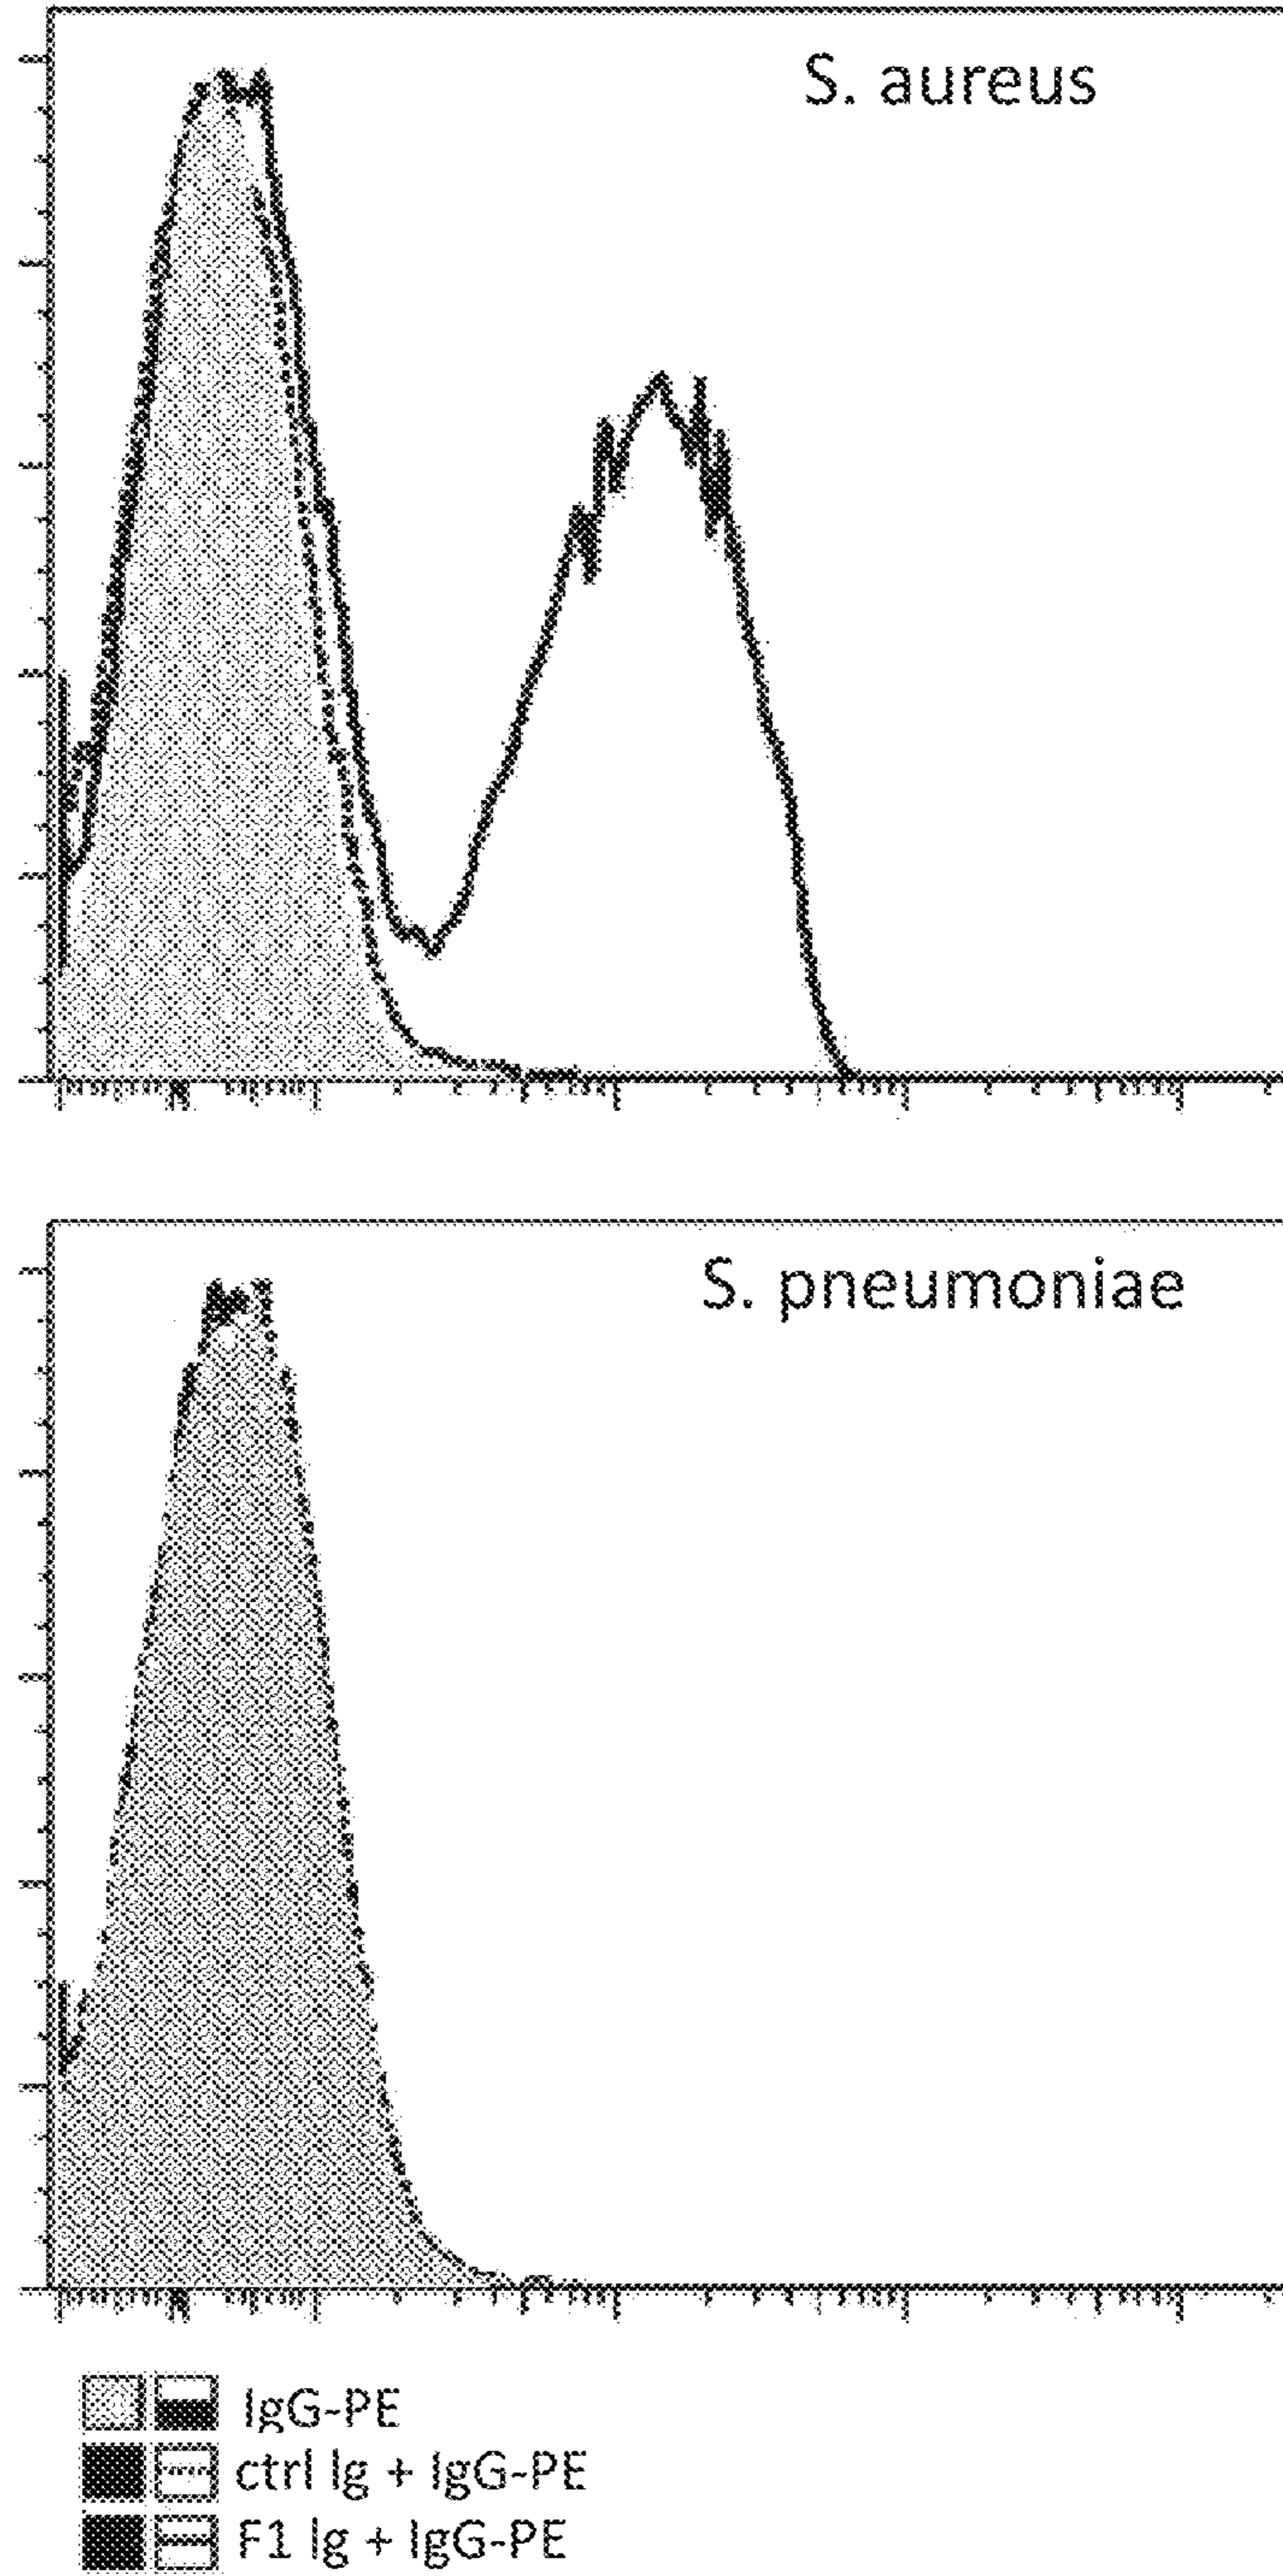 S. aureus
S. pneumoniae
IgG-PE
ctrl Ig + IgG-PE
F1 Ig + IgG-PE